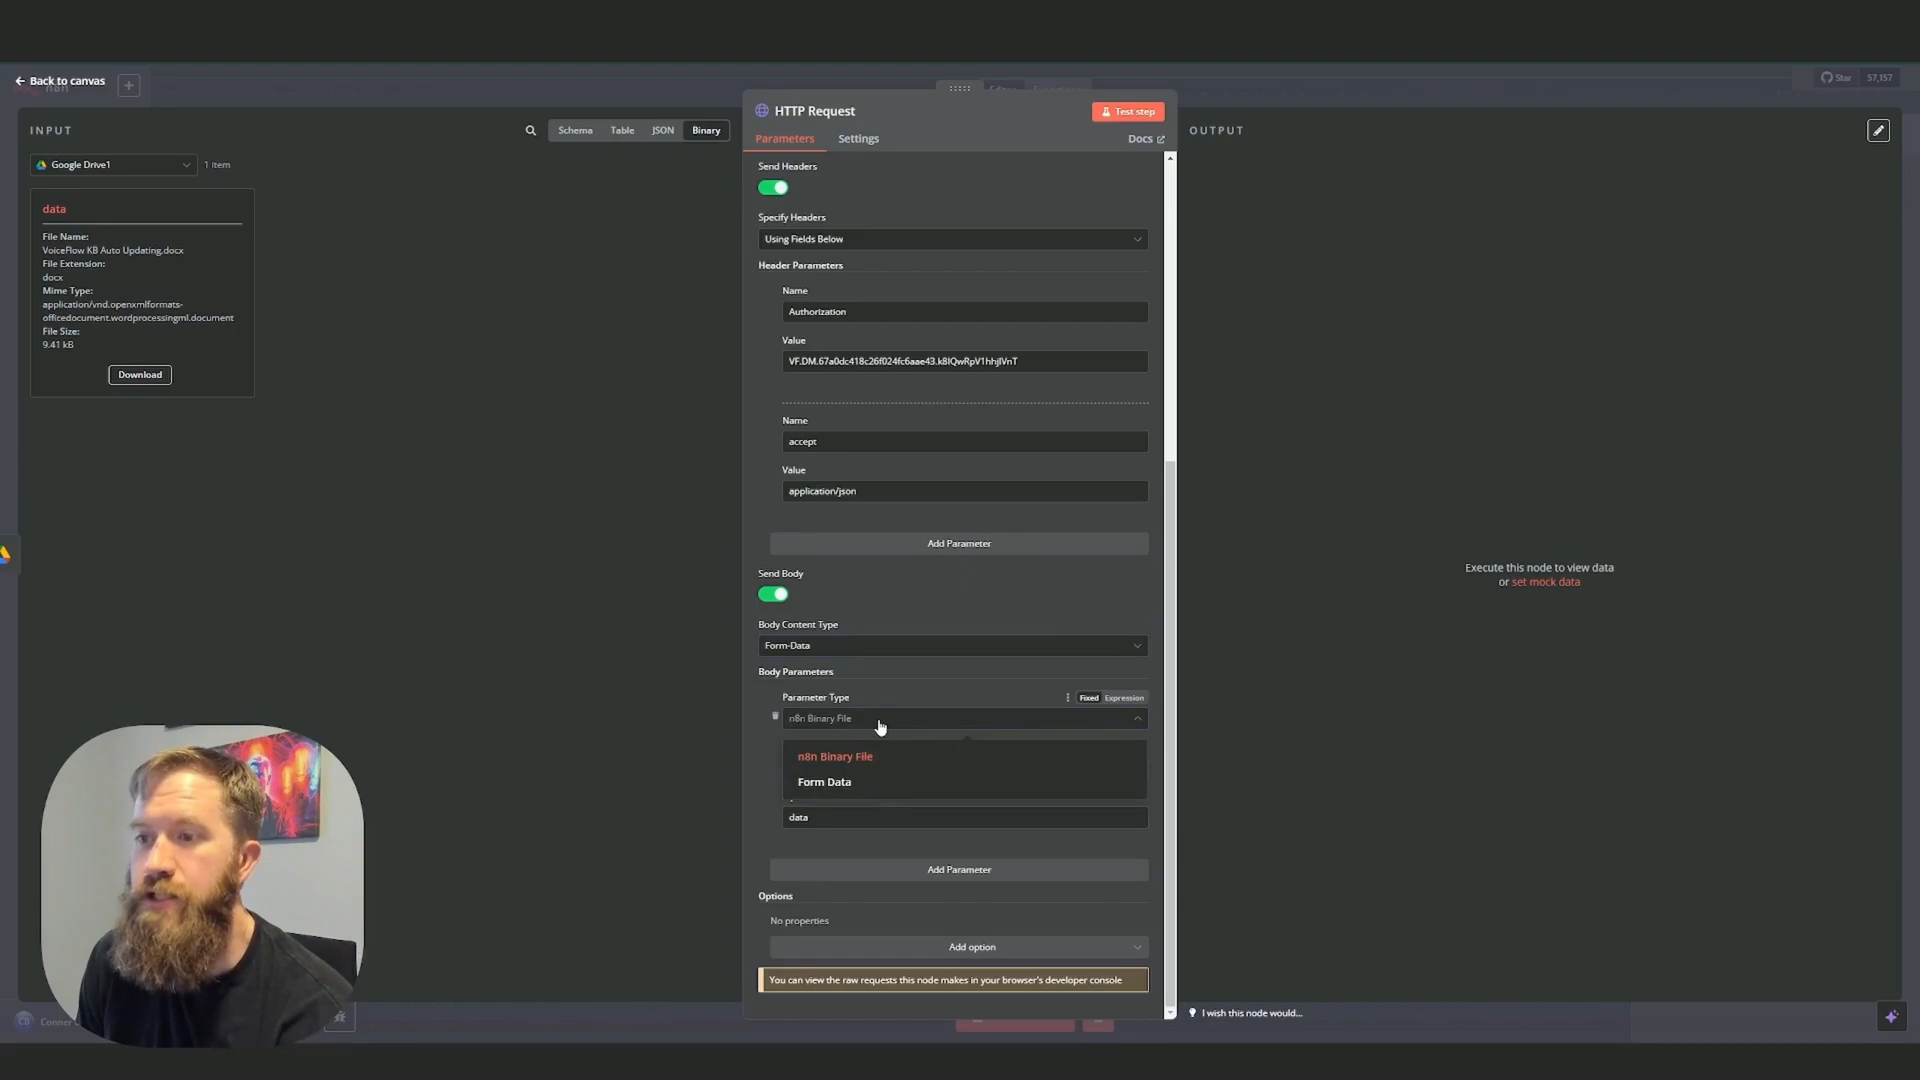 Back to canvas
Star
57,157
INPUT
Schema
Table
JSON
Binary
Google Drive1
1 item
data
File Name:
VoiceFlow KB Auto Updating.docx
File Extension:
docx
Mime Type:
application/vnd.openxmlformats-
officedocument.wordprocessingml.document
File Size:
9.41 kB
Download
HTTP Request
Test step
Parameters
Settings
Docs
Send Headers
Specify Headers
Using Fields Below
Header Parameters
Name
Authorization
Value
VF.DM.67a0dc418c26f024fc6aae43.k8IQwRpV1hhjIVnT
Name
accept
Value
application/json
Add Parameter
Send Body
Body Content Type
Form-Data
Body Parameters
Parameter Type
Fixed
Expression
n8n Binary File
n8n Binary File
Form Data
data
Add Parameter
Options
No properties
Add option
You can view the raw requests this node makes in your browser's developer console
OUTPUT
Execute this node to view data
or set mock data
I wish this node would...